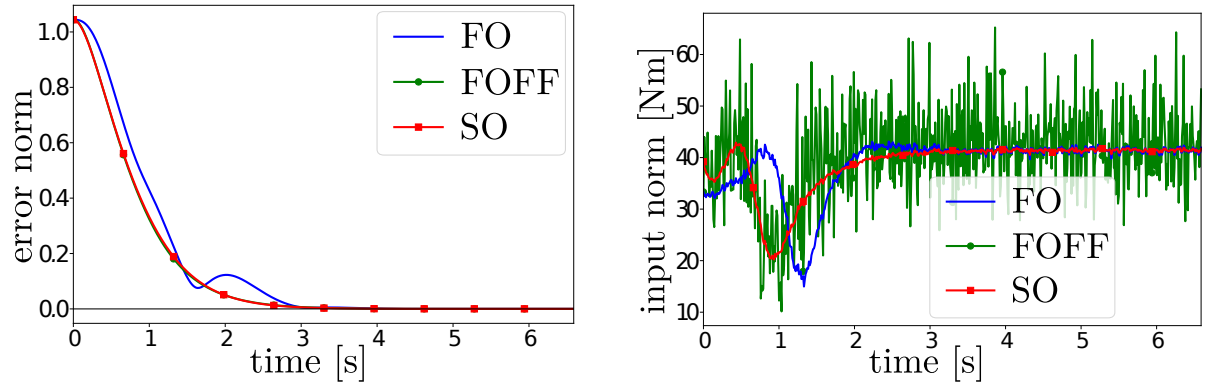 error norm
1.0
0.8
0.6
0.4
0.2
0.0
FO
FOFF
SO
0 1 2 3 4 5 6
time [s]
input norm [Nm]
60
50
40
30
20
10
FO
FOFF
SO
0 1 2 3 4 5 6
time [s]